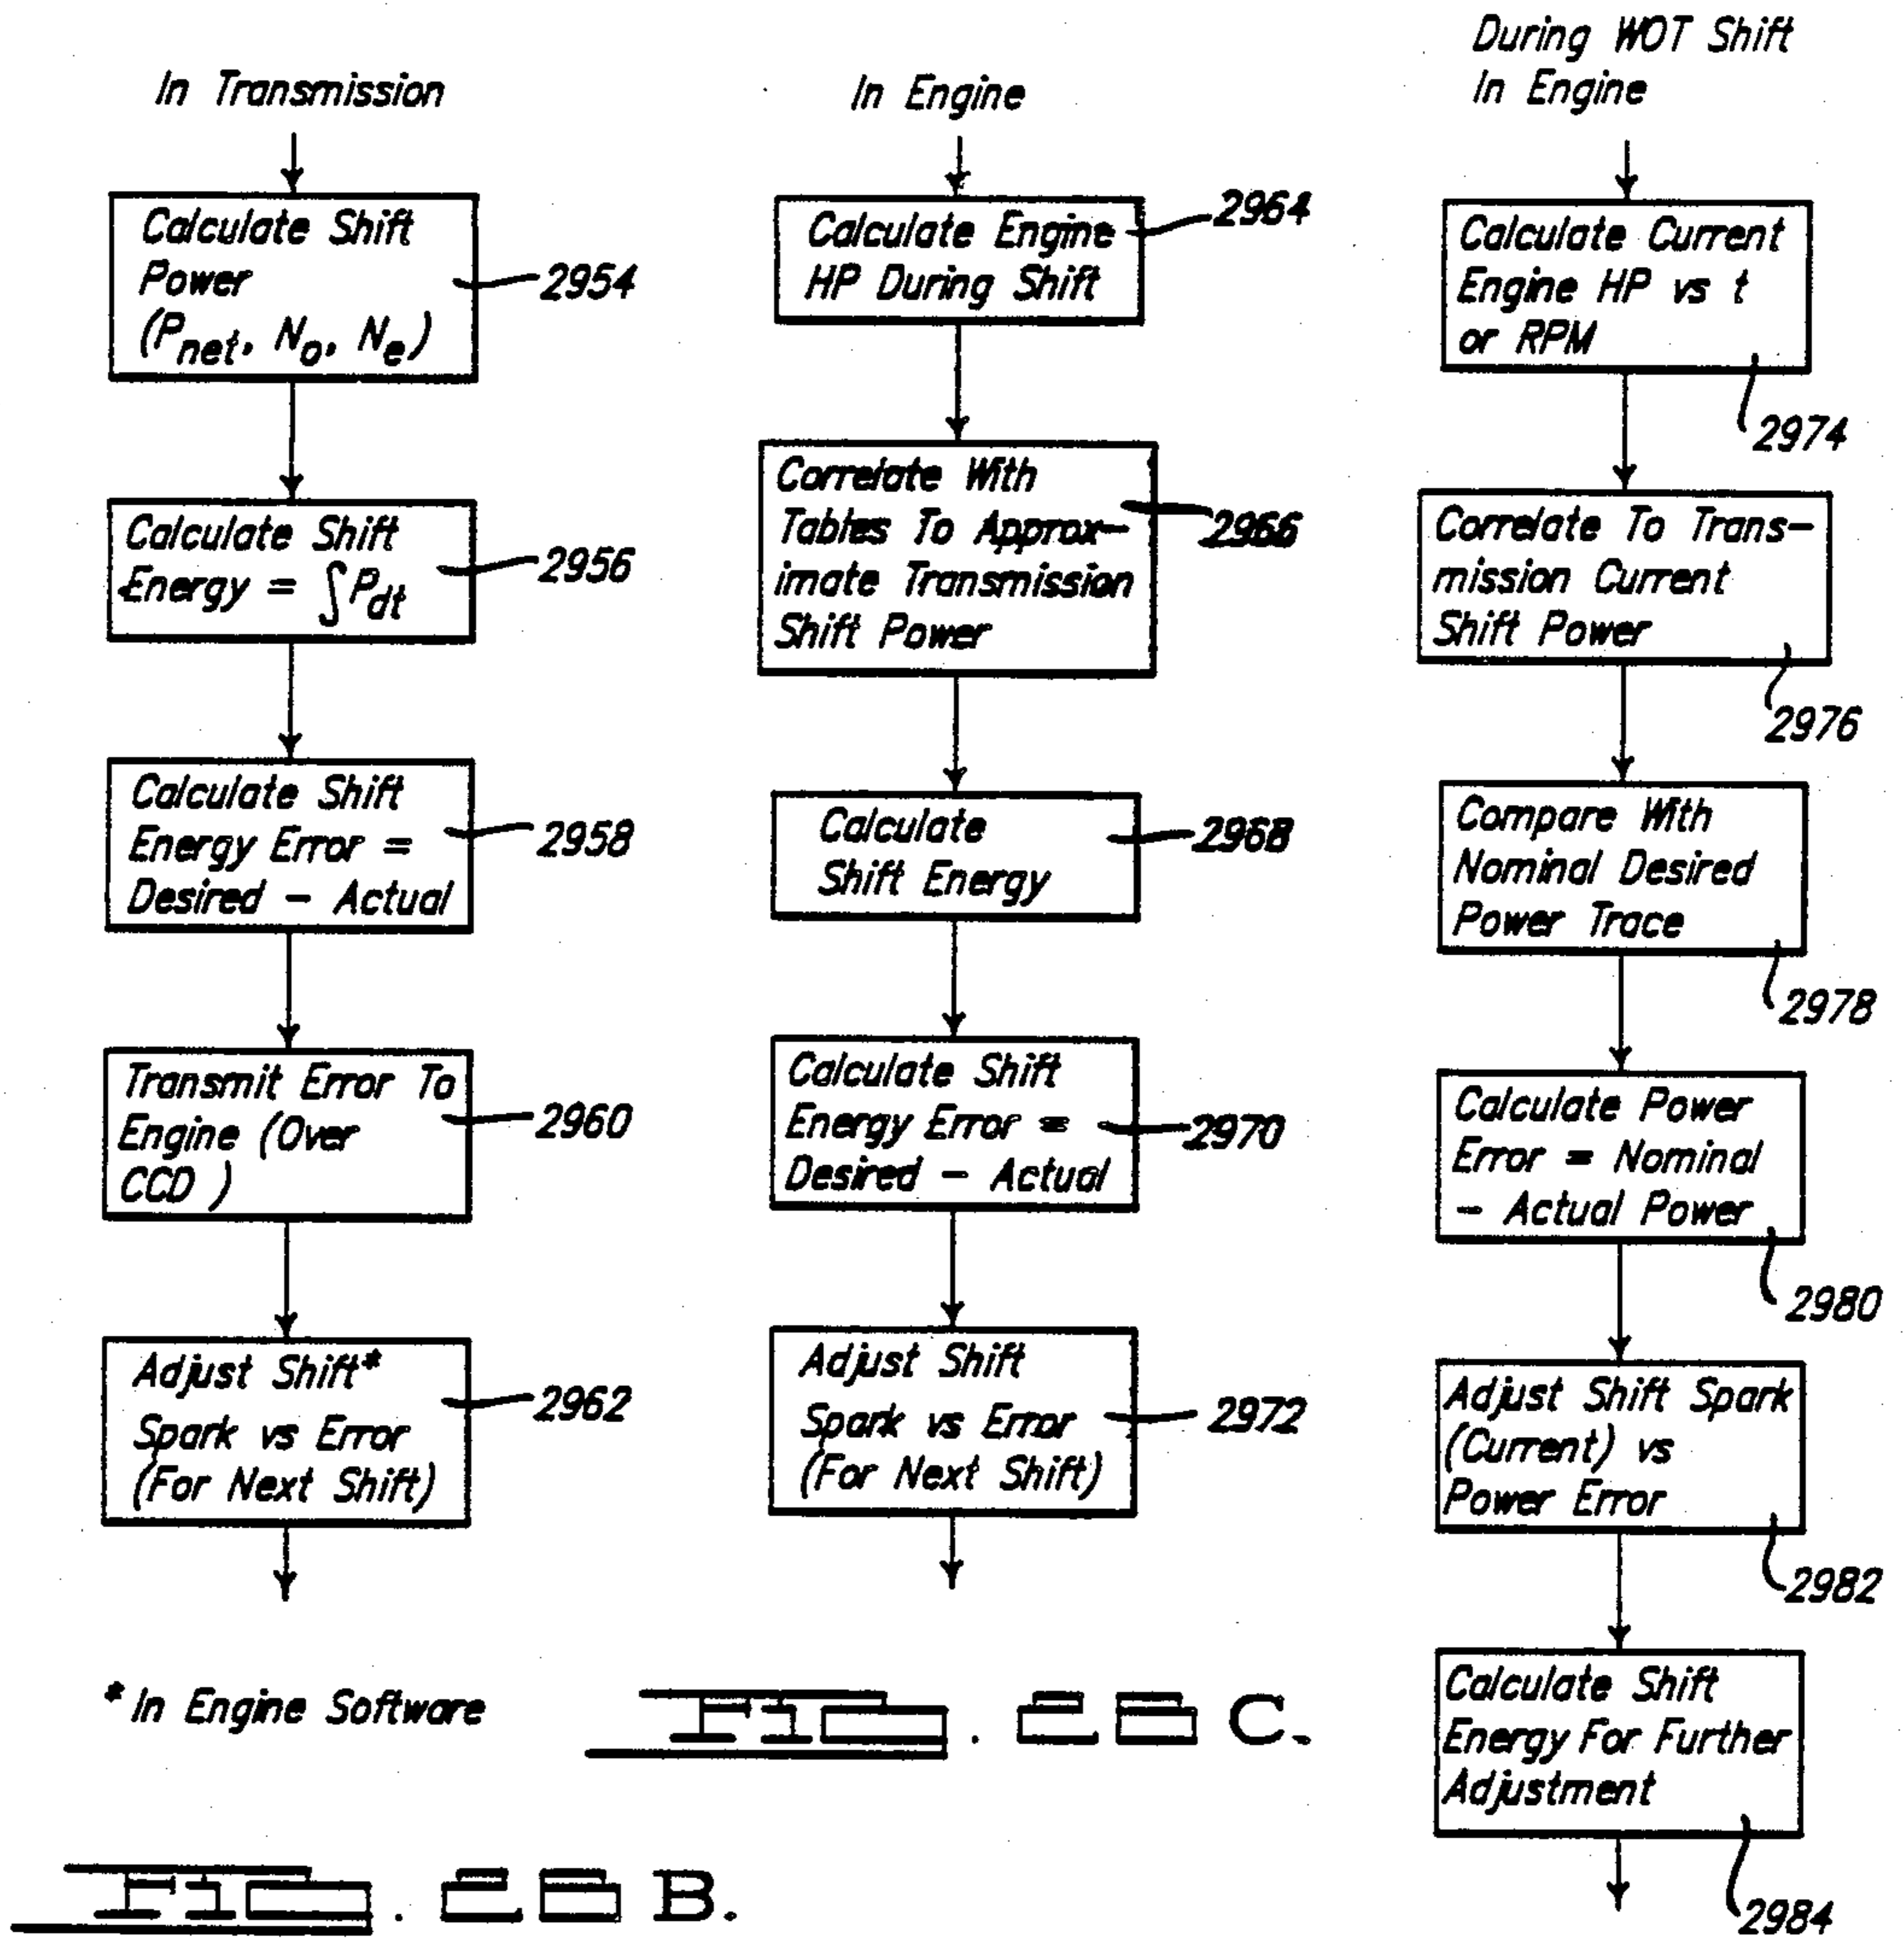 In Transmission
Calculate Shift
Power
(Pnet, No, Ne)
2954
Calculate Shift
Energy = ∫Pdt
2956
Calculate Shift
Energy Error =
Desired - Actual
2958
Transmit Error To
Engine (Over
CCD )
2960
Adjust Shift*
Spark vs Error
(For Next Shift)
2962
*In Engine Software
In Engine
Calculate Engine
HP During Shift
2964
Correlate With
Tables To Approx-
imate Transmission
Shift Power
2966
Calculate
Shift Energy
2968
Calculate Shift
Energy Error =
Desired - Actual
2970
Adjust Shift
Spark vs Error
(For Next Shift)
2972
During WOT Shift
In Engine
Calculate Current
Engine HP vs t
or RPM
2974
Correlate To Trans-
mission Current
Shift Power
2976
Compare With
Nominal Desired
Power Trace
2978
Calculate Power
Error = Nominal
- Actual Power
2980
Adjust Shift Spark
(Current) vs
Power Error
2982
Calculate Shift
Energy For Further
Adjustment
2984
FIG. 28 C.
FIG. 28 B.